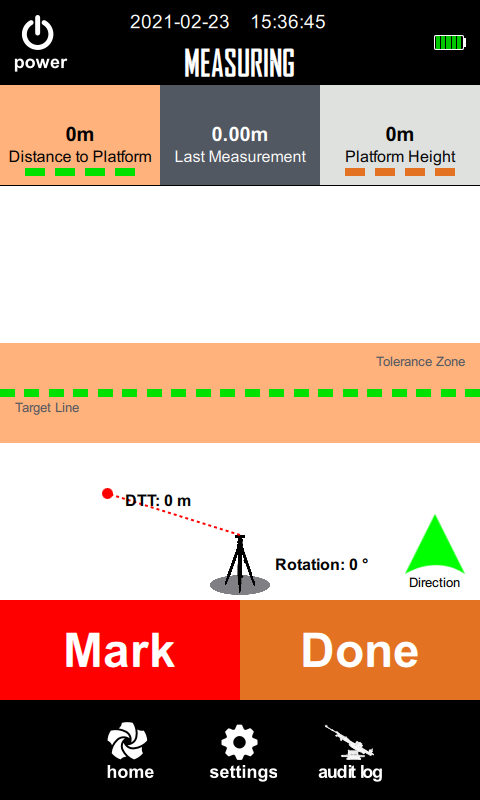 2021-02-23 15:36:45
power
MEASURING
0m
Distance to Platform
0.00m
Last Measurement
0m
Platform Height
Tolerance Zone
Target Line
DTT: 0 m
Rotation: 0 °
Direction
Mark
Done
home
settings
audit log